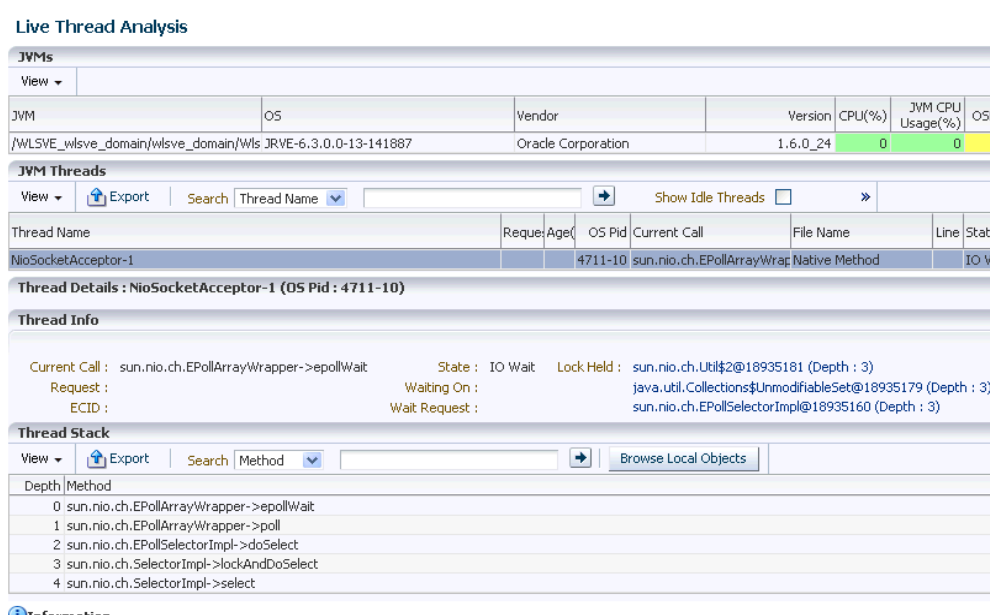 Live Thread Analysis
JVMs
View
JVM OS Vendor Version CPU(%) JVM CPU Usage(%) OS
/WLSVE_wlsve_domain/wlsve_domain/Wls JRVE-6.3.0.0-13-141887 Oracle Corporation 1.6.0_24 0 0
JVM Threads
View Export Search Thread Name Show Idle Threads »
Thread Name Reque Age( OS Pid Current Call File Name Line Stat
NioSocketAcceptor-1 4711-10 sun.nio.ch.EPollArrayWrap Native Method IO W
Thread Details : NioSocketAcceptor-1 (OS Pid : 4711-10)
Thread Info
Current Call : sun.nio.ch.EPollArrayWrapper->epollWait State : IO Wait Lock Held : sun.nio.ch.Util$2@18935181 (Depth : 3)
Request : Waiting On : java.util.Collections$UnmodifiableSet@18935179 (Depth : 3)
ECID : Wait Request : sun.nio.ch.EPollSelectorImpl@18935160 (Depth : 3)
Thread Stack
View Export Search Method Browse Local Objects
Depth Method
0 sun.nio.ch.EPollArrayWrapper->epollWait
1 sun.nio.ch.EPollArrayWrapper->poll
2 sun.nio.ch.EPollSelectorImpl->doSelect
3 sun.nio.ch.SelectorImpl->lockAndDoSelect
4 sun.nio.ch.SelectorImpl->select